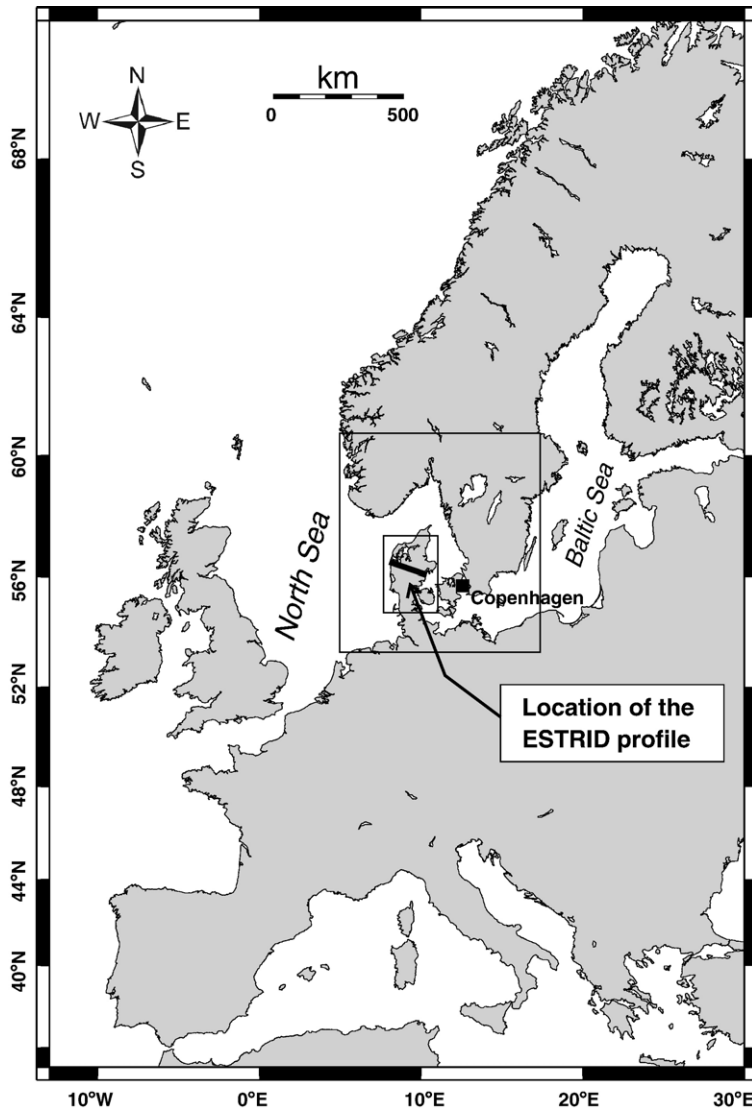 km
0 500
N
W E
S
68°N
64°N
60°N
56°N
52°N
48°N
44°N
40°N
North Sea
Baltic Sea
Copenhagen
Location of the
ESTRID profile
10°W 0°E 10°E 20°E 30°E